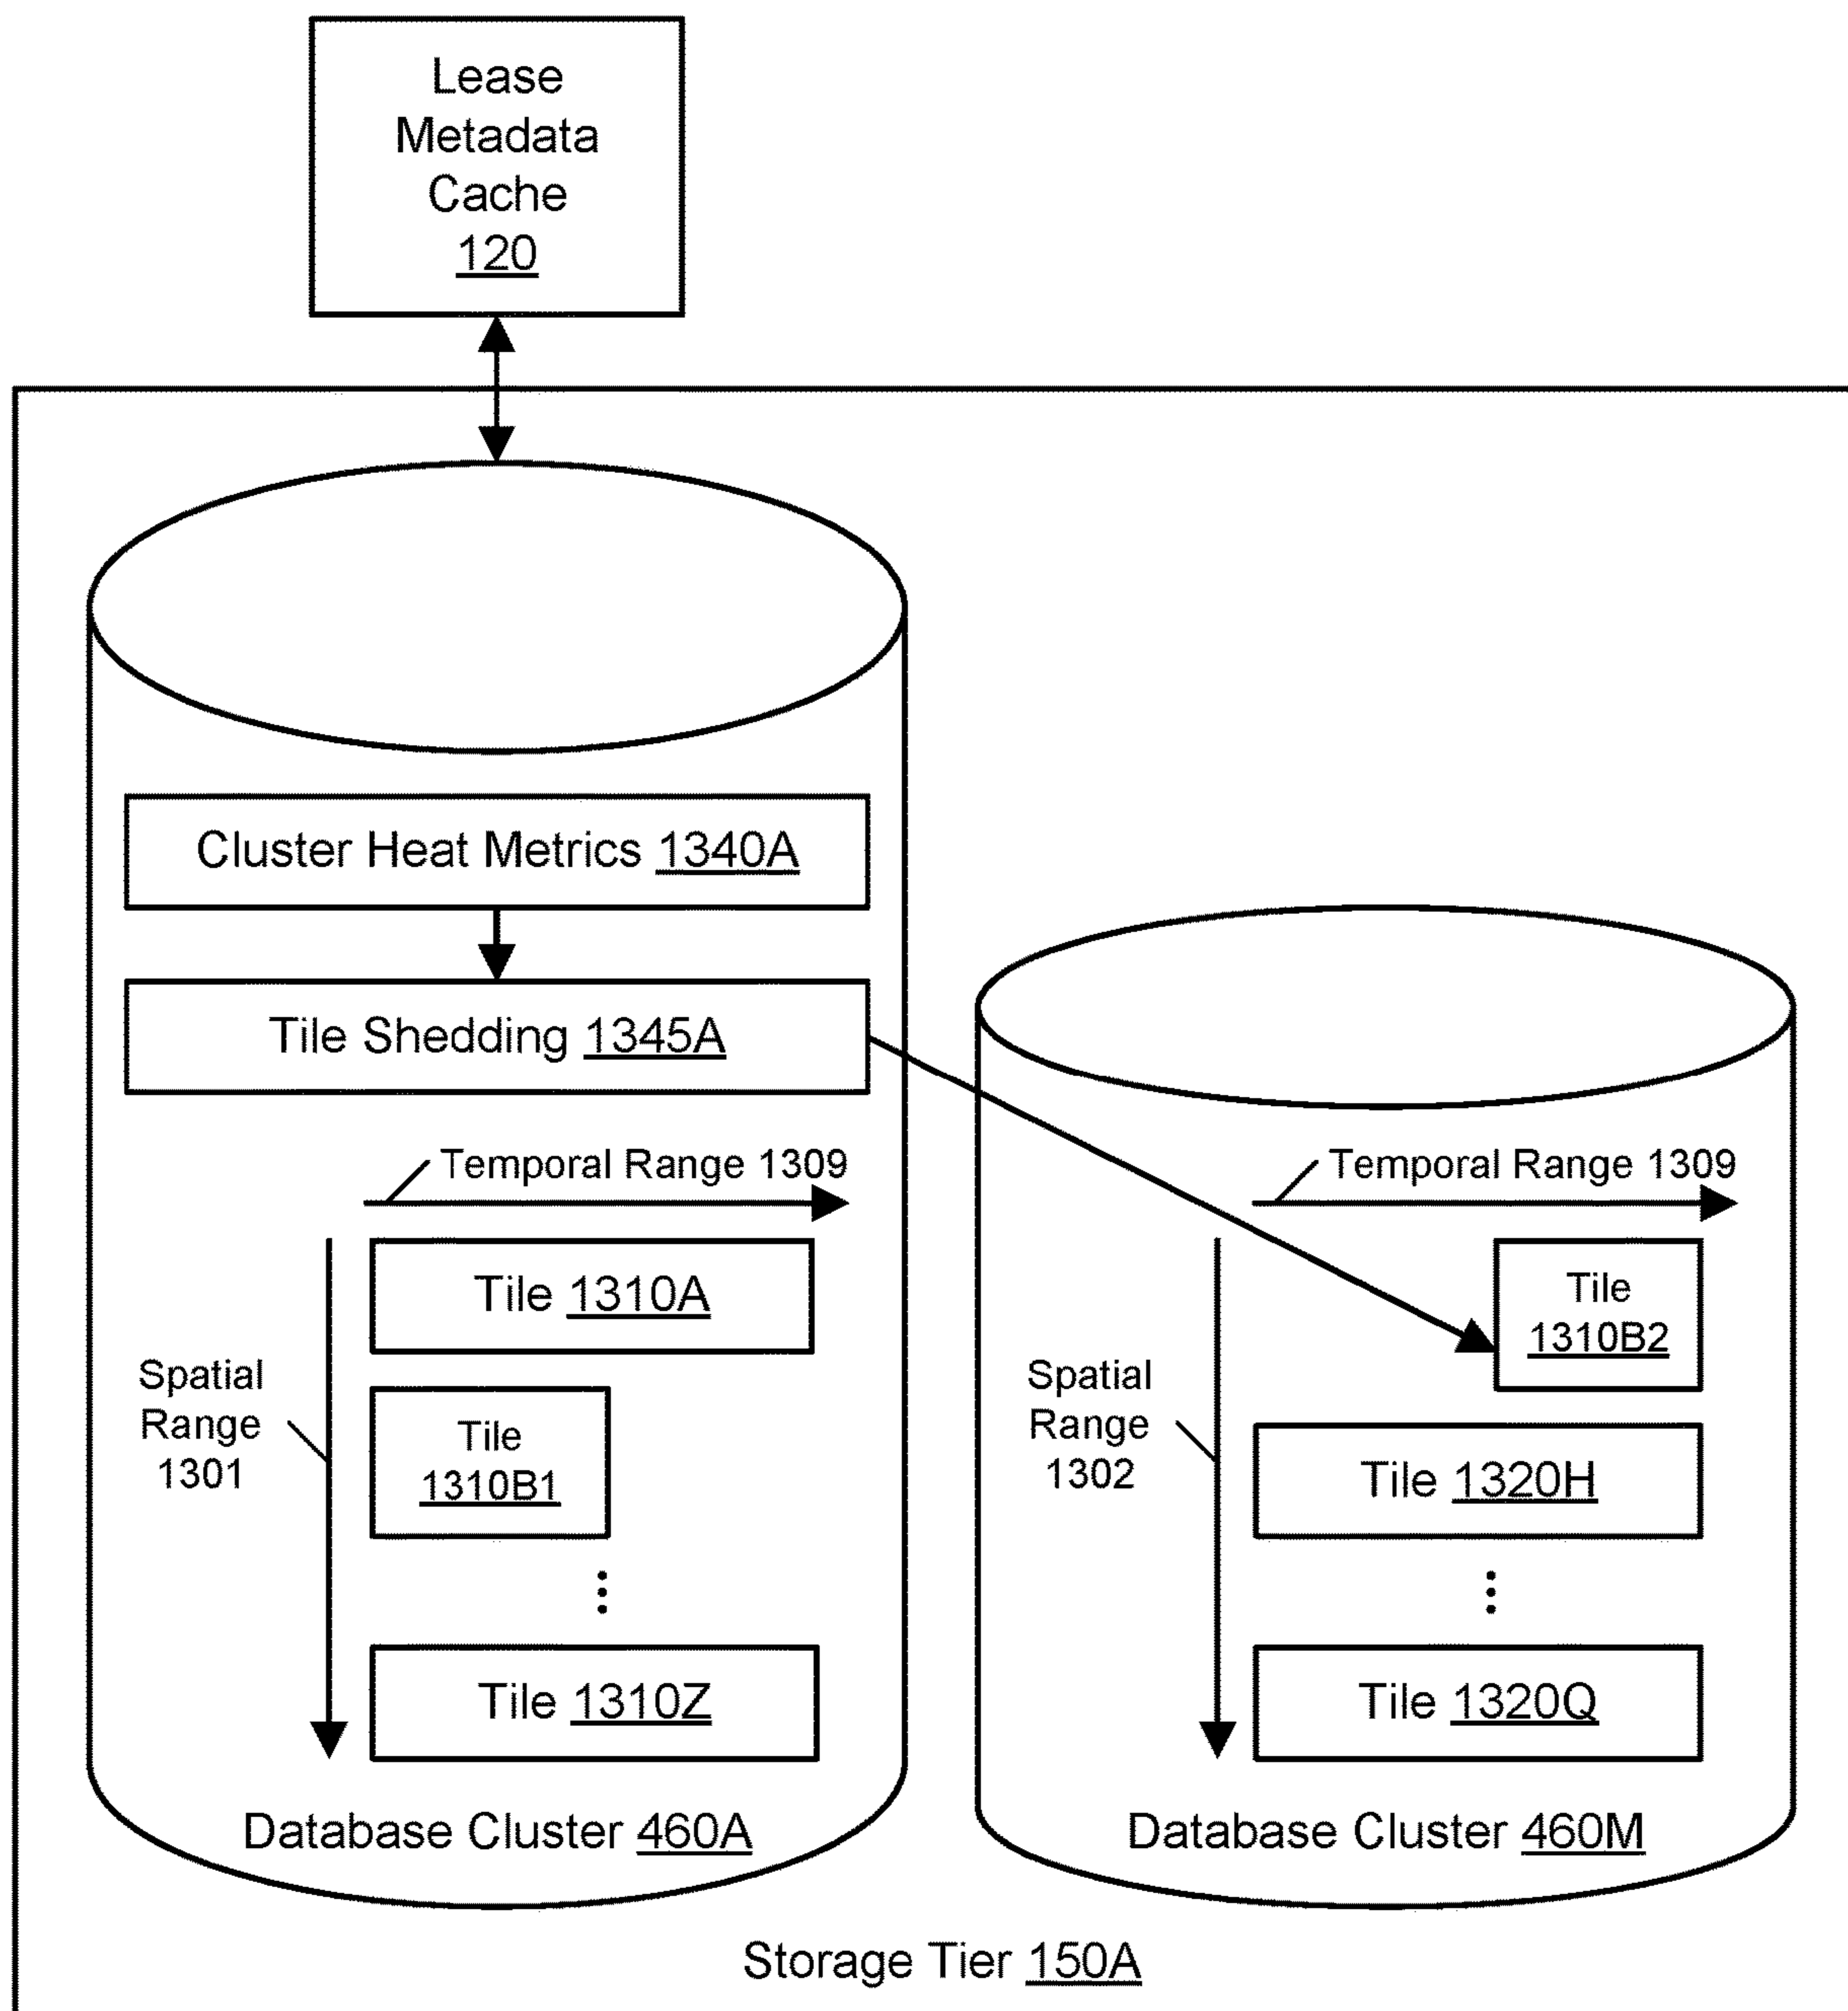 Lease
Metadata
Cache
120
Cluster Heat Metrics 1340A
Tile Shedding 1345A
Temporal Range 1309
Tile 1310A
Spatial
Range
1301
Tile
1310B1
Tile 1310Z
Database Cluster 460A
Temporal Range 1309
Tile
1310B2
Spatial
Range
1302
Tile 1320H
Tile 1320Q
Database Cluster 460M
Storage Tier 150A